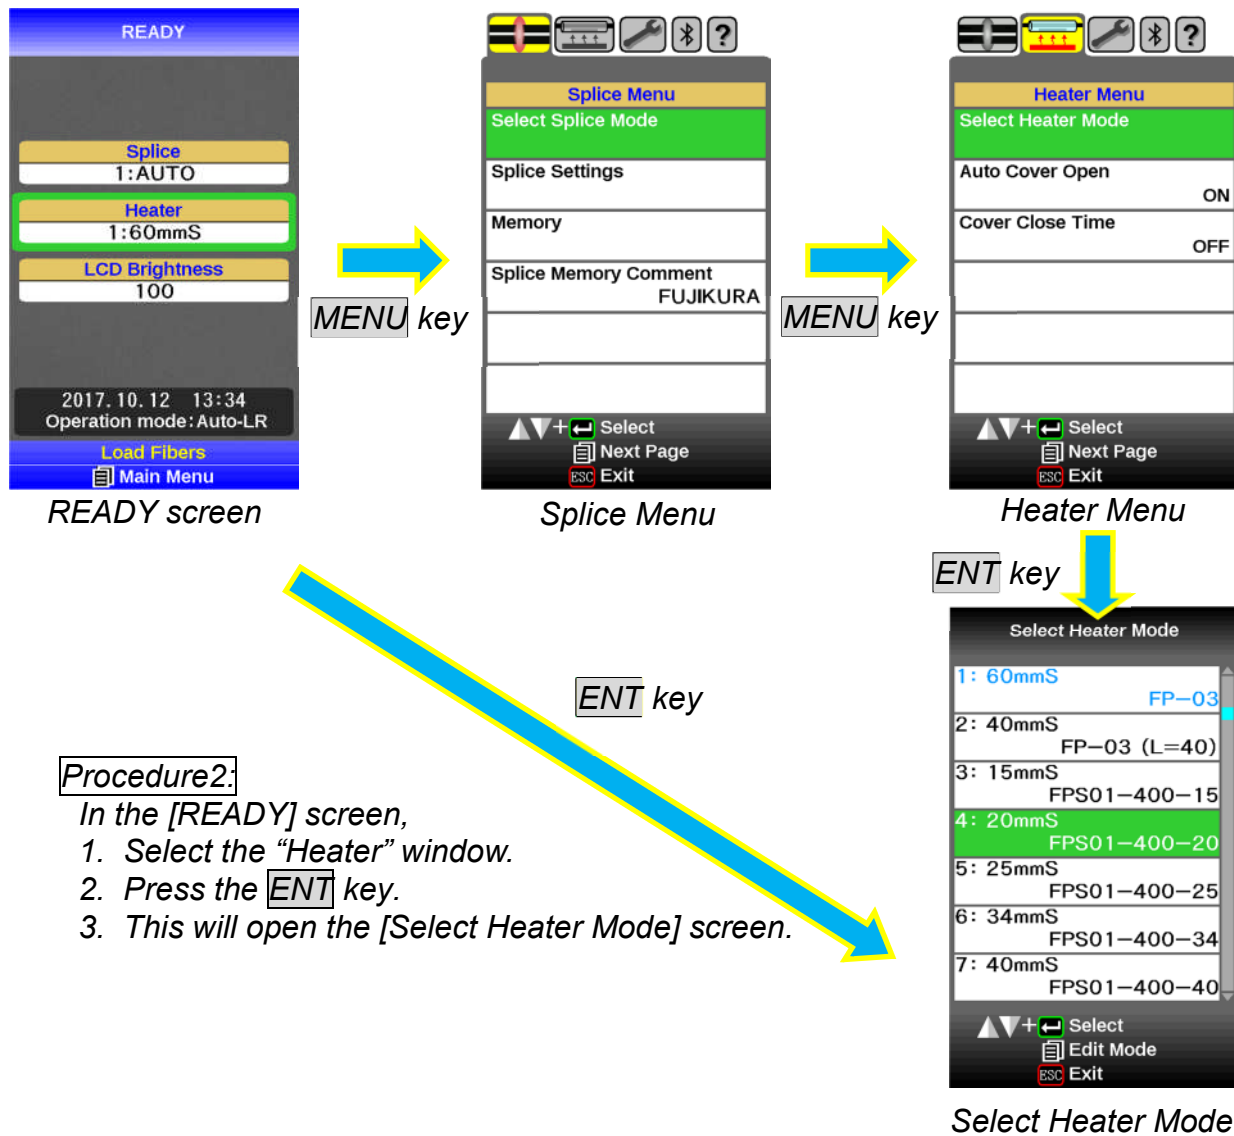 READY
Splice
1:AUTO
Heater
1:60mmS
LCD Brightness
100
2017.10.12 13:34
Operation mode:Auto-LR
Load Fibers
Main Menu
READY screen
MENU key
?
Splice Menu
Select Splice Mode
Splice Settings
Memory
Splice Memory Comment
FUJIKURA
+ Select
Next Page
ESC Exit
Splice Menu
MENU key
?
Heater Menu
Select Heater Mode
Auto Cover Open
ON
Cover Close Time
OFF
+ Select
Next Page
ESC Exit
Heater Menu
ENT key
ENT key
Select Heater Mode
1: 60mmS
FP-03
2: 40mmS
FP-03 (L=40)
3: 15mmS
FPS01-400-15
4: 20mmS
FPS01-400-20
5: 25mmS
FPS01-400-25
6: 34mmS
FPS01-400-34
7: 40mmS
FPS01-400-40
+ Select
Edit Mode
ESC Exit
Select Heater Mode
Procedure2:
In the [READY] screen,
1. Select the “Heater” window.
2. Press the ENT key.
3. This will open the [Select Heater Mode] screen.